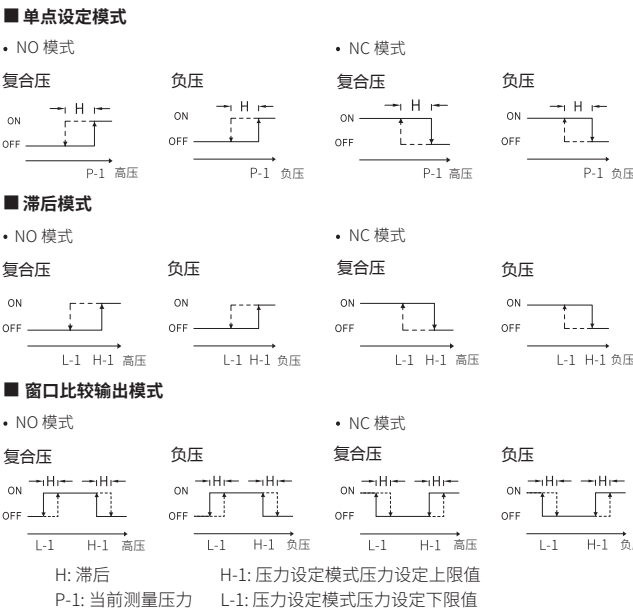 ■ 单点设定模式
• NO 模式
• NC 模式
复合压
负压
复合压
负压
H
H
H
H
ON
ON
ON
ON
OFF
OFF
OFF
OFF
P-1 高压
P-1 负压
P-1 高压
P-1 负压
■ 滞后模式
• NO 模式
• NC 模式
复合压
负压
复合压
负压
ON
ON
ON
ON
OFF
OFF
OFF
OFF
L-1 H-1 高压
L-1 H-1 负压
L-1 H-1 高压
L-1 H-1 负压
■ 窗口比较输出模式
• NO 模式
• NC 模式
复合压
负压
复合压
负压
H H
H H
H H
H H
ON
ON
ON
ON
OFF
OFF
OFF
OFF
L-1 H-1 高压
L-1 H-1 负压
L-1 H-1 高压
L-1 H-1 负
H: 滞后 H-1: 压力设定模式压力设定上限值
P-1: 当前测量压力 L-1: 压力设定模式压力设定下限值